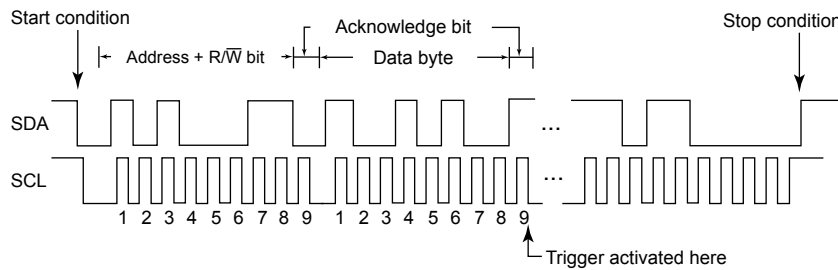 Start condition
Acknowledge bit
Stop condition
Address + R/W̅ bit
Data byte
SDA
...
SCL
...
1 2 3 4 5 6 7 8 9 1 2 3 4 5 6 7 8 9
Trigger activated here